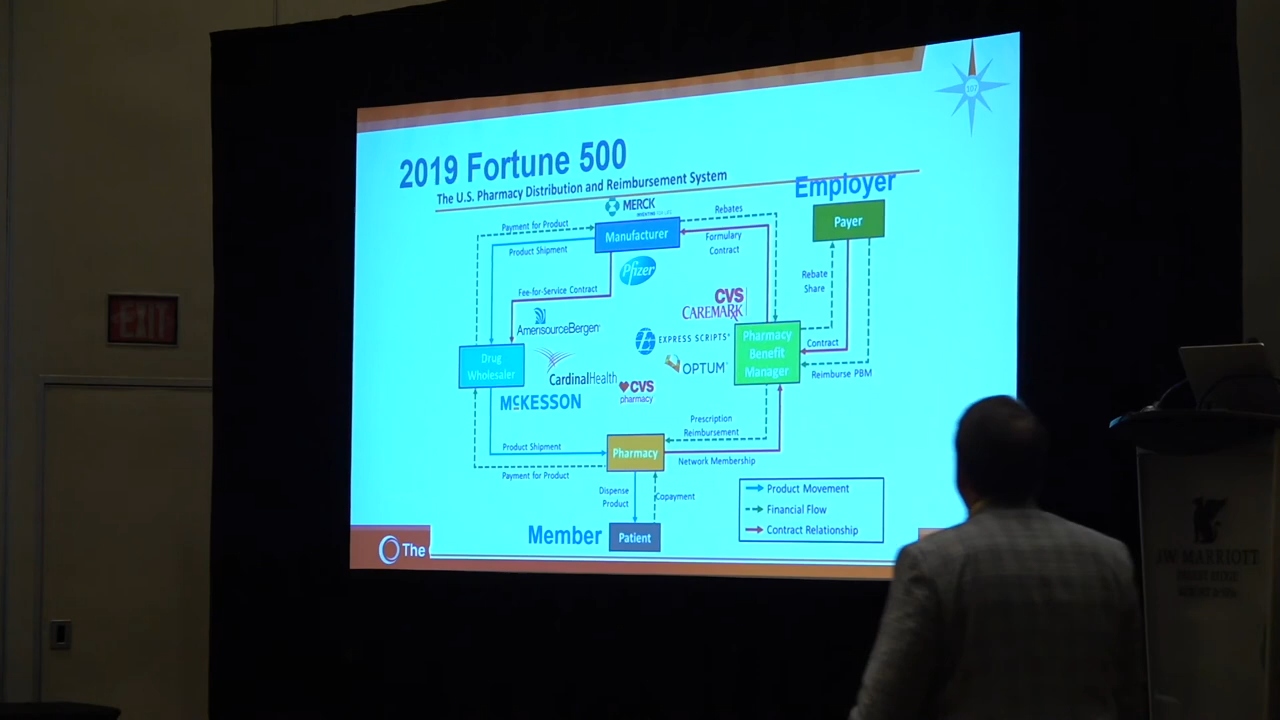 107
2019 Fortune 500
The U.S. Pharmacy Distribution and Reimbursement System
Employer
MERCK
Payment for Product
Manufacturer
Rebates
Payer
Product Shipment
Formulary
Contract
Pfizer
Rebate
Share
Fee-for-Service Contract
CVS
CAREMARK
AmerisourceBergen
EXPRESS SCRIPTS
Pharmacy
Benefit
Manager
Contract
Drug
Wholesaler
CardinalHealth
OPTUM
Reimburse PBM
CVS
pharmacy
MCKESSON
Prescription
Reimbursement
Product Shipment
Pharmacy
Network Membership
Payment for Product
Dispense
Product
Copayment
Product Movement
Financial Flow
Contract Relationship
Member
Patient
The
EXIT
JW MARRIOTT